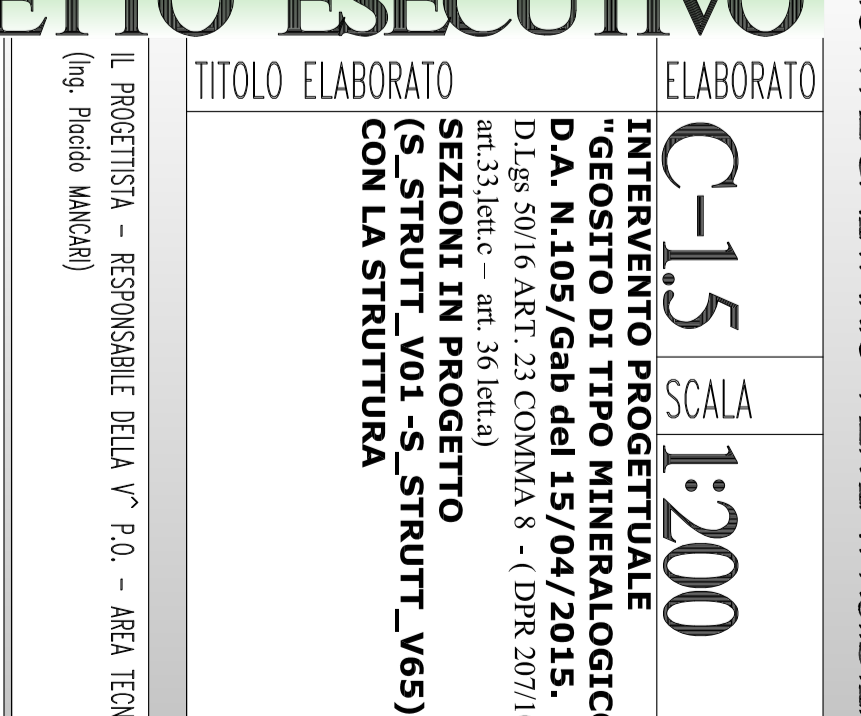 ESECUTIVO
ELABORATO
C-1.5
SCALA
1:200
TITOLO ELABORATO
INTERVENTO PROGETTUALE
"GEOSITO DI TIPO MINERALOGICO
D.A. N.105/Gab del 15/04/2015.
D.Lgs 50/16 ART. 23 COMMA 8 - ( DPR 207/1
art.33,lett.c – art. 36 lett.a)
SEZIONI IN PROGETTO
(S_STRUTT_V01 -S_STRUTT_V65)
CON LA STRUTTURA
IL PROGETTISTA – RESPONSABILE DELLA V^ P.O. – AREA TECN
(Ing. Placido MANCARI)